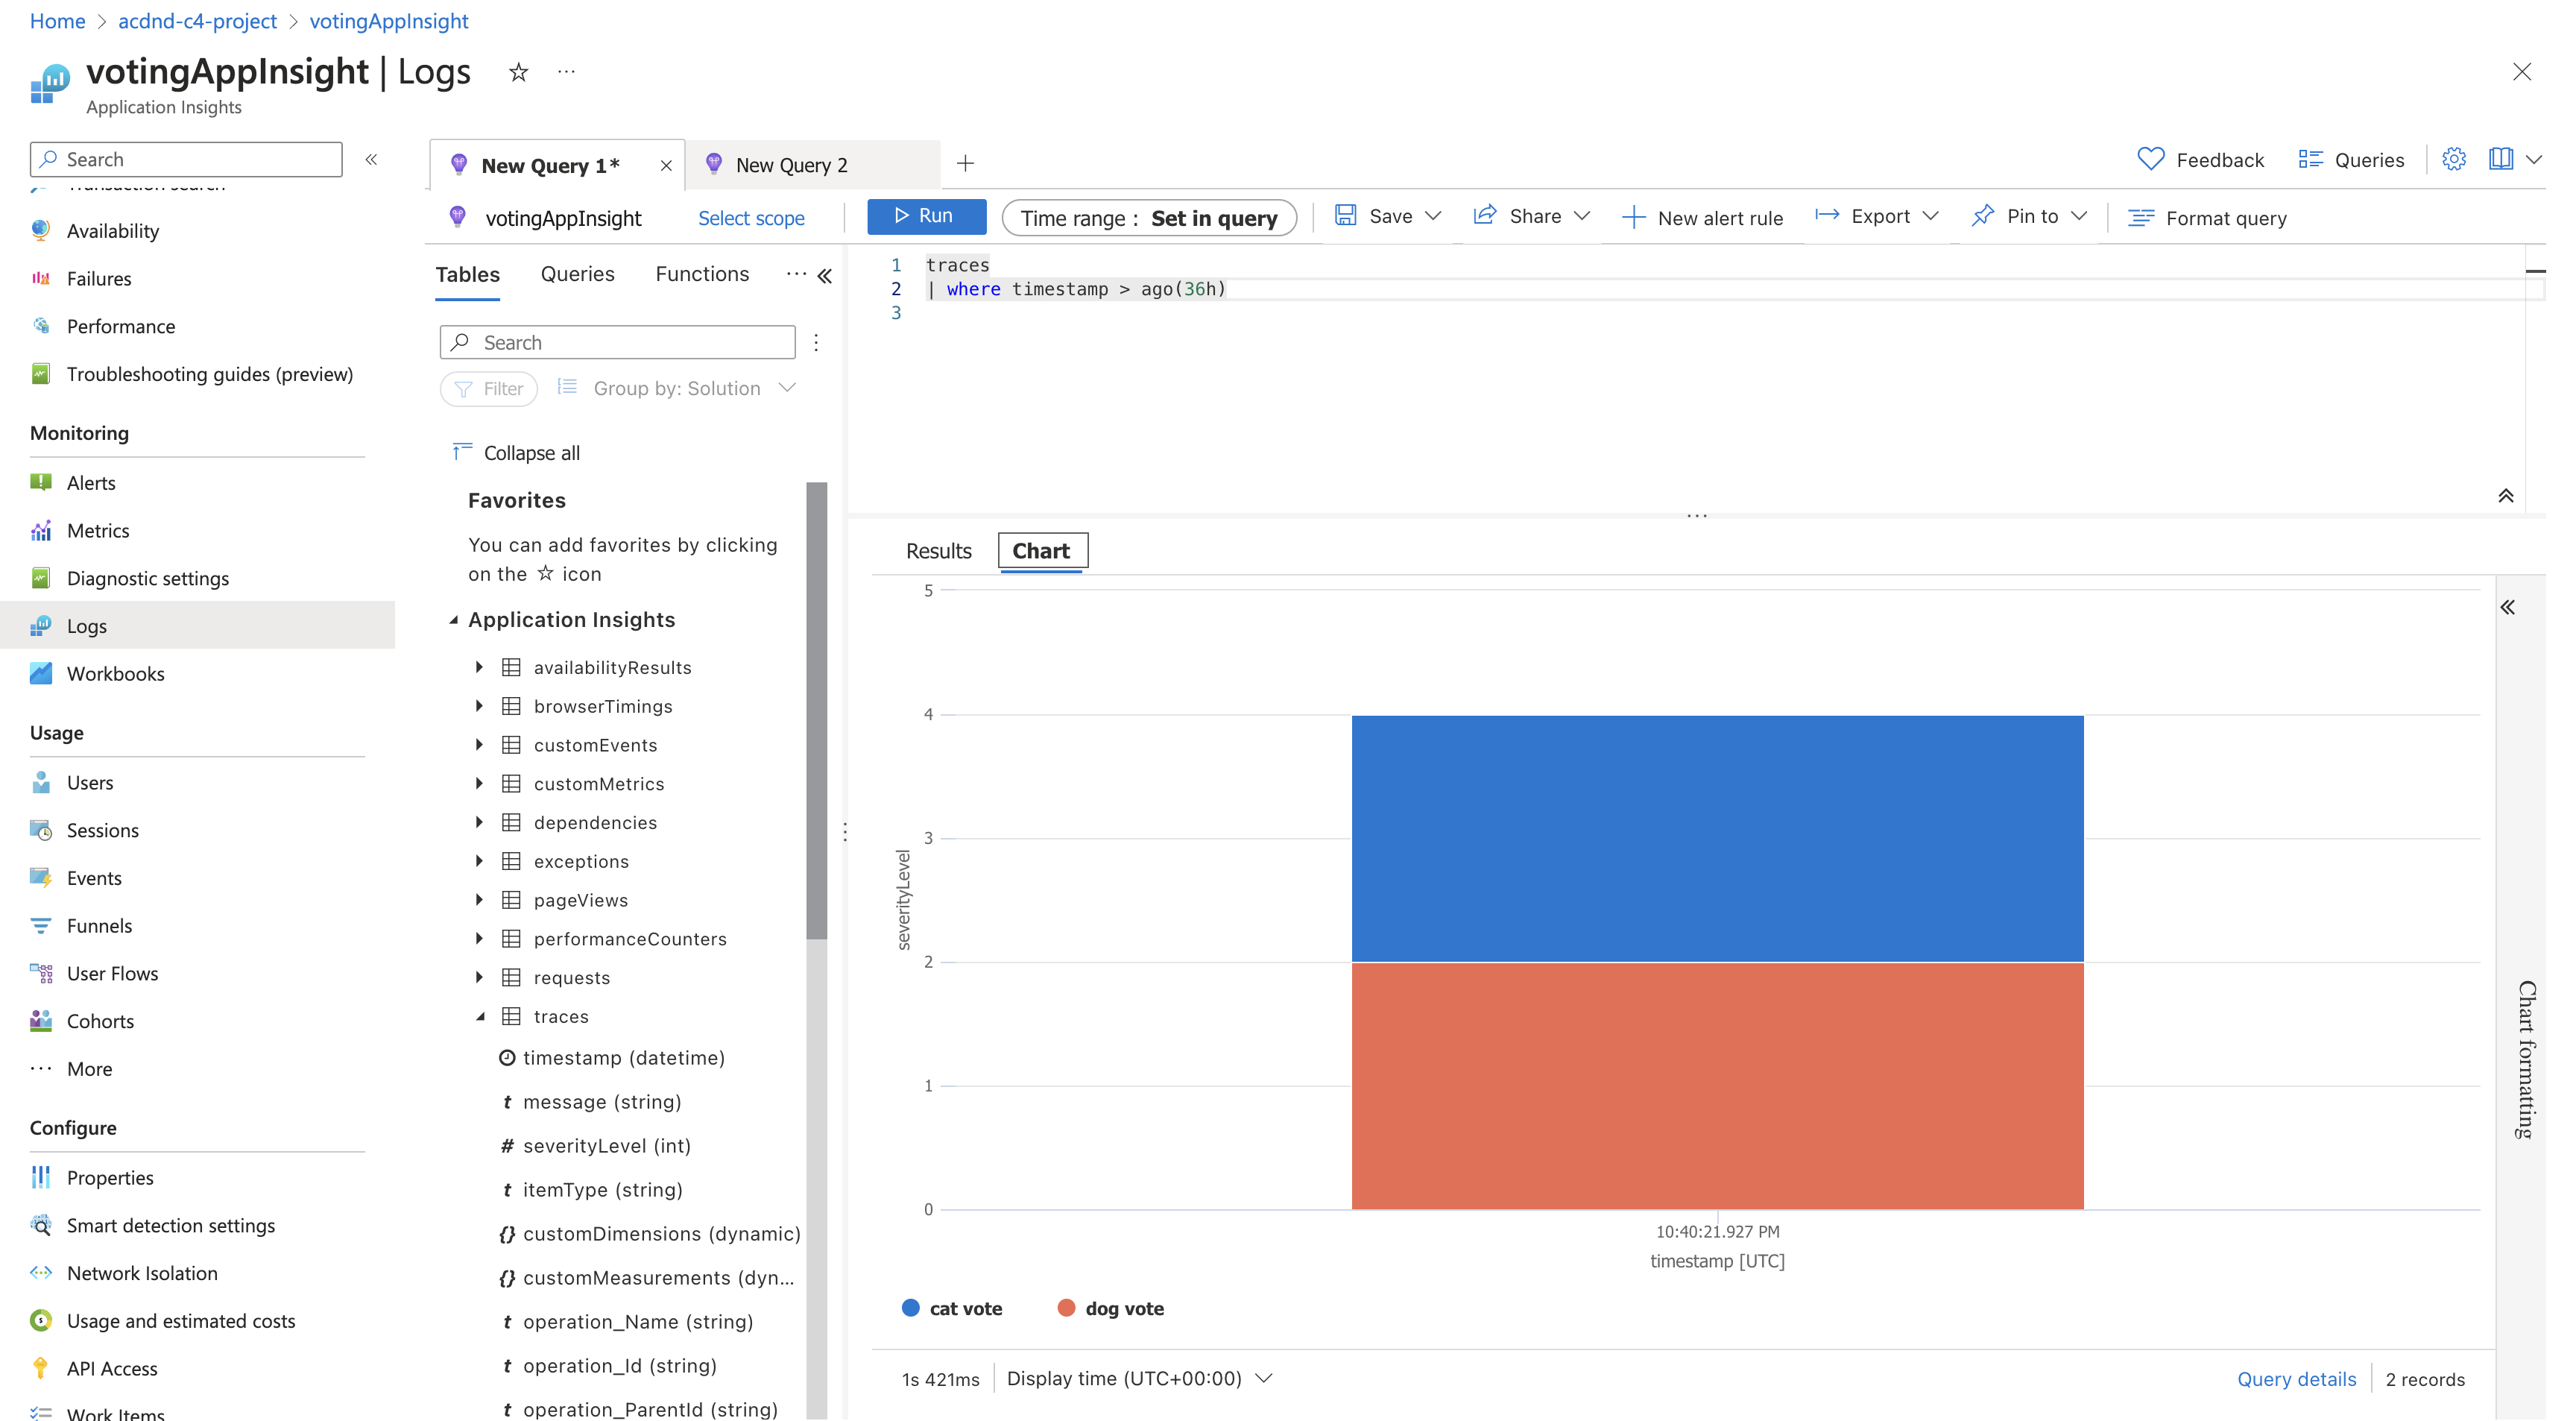 Home > acdnd-c4-project > votingAppInsight
votingAppInsight | Logs
Application Insights
Search
Transaction search
Availability
Failures
Performance
Troubleshooting guides (preview)
Monitoring
Alerts
Metrics
Diagnostic settings
Logs
Workbooks
Usage
Users
Sessions
Events
Funnels
User Flows
Cohorts
More
Configure
Properties
Smart detection settings
Network Isolation
Usage and estimated costs
API Access
Work Items
New Query 1*
New Query 2
Feedback
Queries
votingAppInsight
Select scope
Run
Time range : Set in query
Save
Share
New alert rule
Export
Pin to
Format query
Tables
Queries
Functions
Search
Filter
Group by: Solution
Collapse all
Favorites
You can add favorites by clicking
on the ☆ icon
Application Insights
availabilityResults
browserTimings
customEvents
customMetrics
dependencies
exceptions
pageViews
performanceCounters
requests
traces
timestamp (datetime)
t message (string)
# severityLevel (int)
t itemType (string)
{} customDimensions (dynamic)
{} customMeasurements (dyn...
t operation_Name (string)
t operation_Id (string)
t operation_ParentId (string)
1 traces
2 | where timestamp > ago(36h)
3
Results
Chart
5
4
3
2
1
0
severityLevel
10:40:21.927 PM
timestamp [UTC]
cat vote
dog vote
Chart formatting
1s 421ms
Display time (UTC+00:00)
Query details
2 records